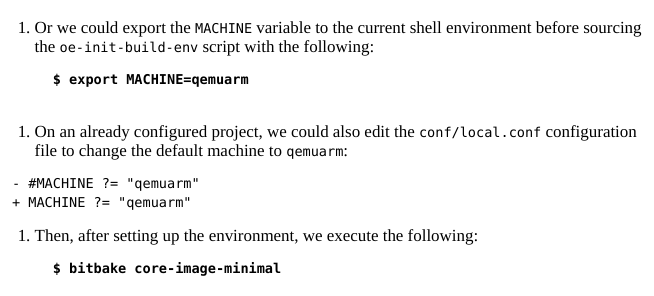 1. Or we could export the MACHINE variable to the current shell environment before sourcing
the oe-init-build-env script with the following:
$ export MACHINE=qemuarm
1. On an already configured project, we could also edit the conf/local.conf configuration
file to change the default machine to qemuarm:
- #MACHINE ?= "qemuarm"
+ MACHINE ?= "qemuarm"
1. Then, after setting up the environment, we execute the following:
$ bitbake core-image-minimal